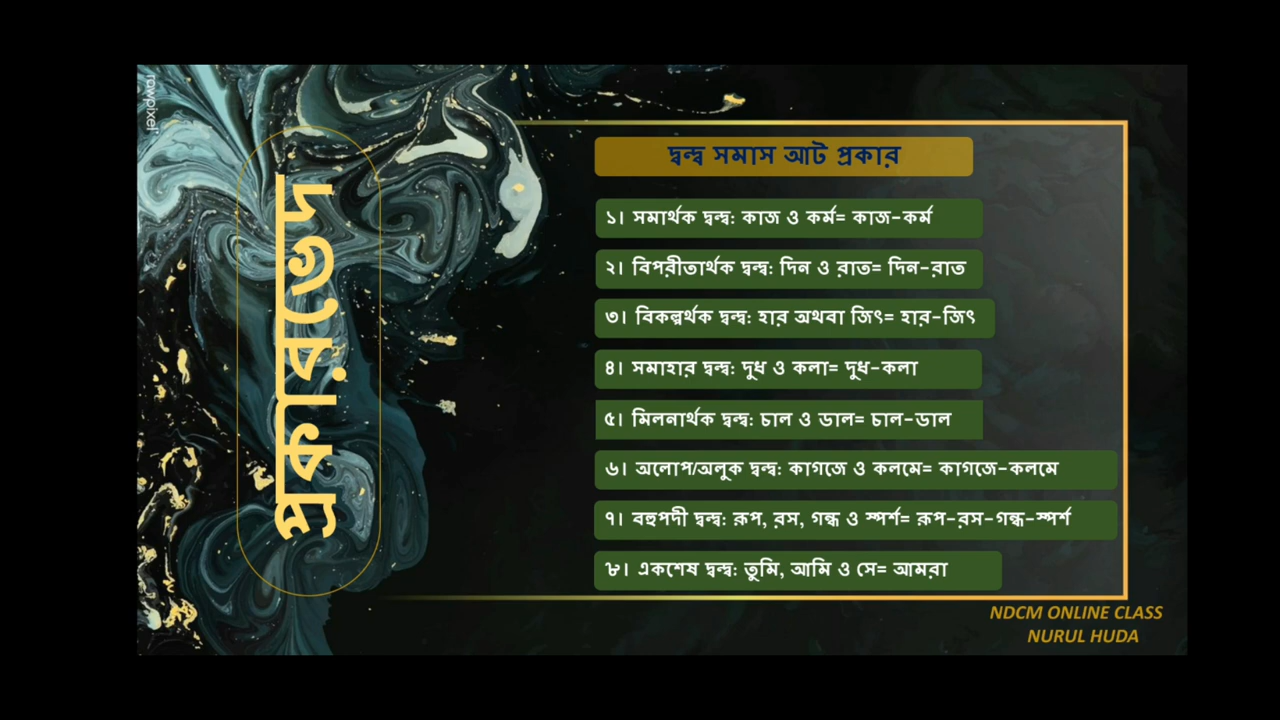 rawpixel
প্রকারভেদ
দ্বন্দ্ব সমাস আট প্রকার
১। সমার্থক দ্বন্দ্ব: কাজ ও কর্ম= কাজ-কর্ম
২। বিপরীতার্থক দ্বন্দ্ব: দিন ও রাত= দিন-রাত
৩। বিকল্পর্থক দ্বন্দ্ব: হার অথবা জিৎ= হার-জিৎ
৪। সমাহার দ্বন্দ্ব: দুধ ও কলা= দুধ-কলা
৫। মিলনার্থক দ্বন্দ্ব: চাল ও ডাল= চাল-ডাল
৬। অলোপ/অলুক দ্বন্দ্ব: কাগজে ও কলমে= কাগজে-কলমে
৭। বহুপদী দ্বন্দ্ব: রূপ, রস, গন্ধ ও স্পর্শ= রূপ-রস-গন্ধ-স্পর্শ
৮। একশেষ দ্বন্দ্ব: তুমি, আমি ও সে= আমরা
NDCM ONLINE CLASS
NURUL HUDA